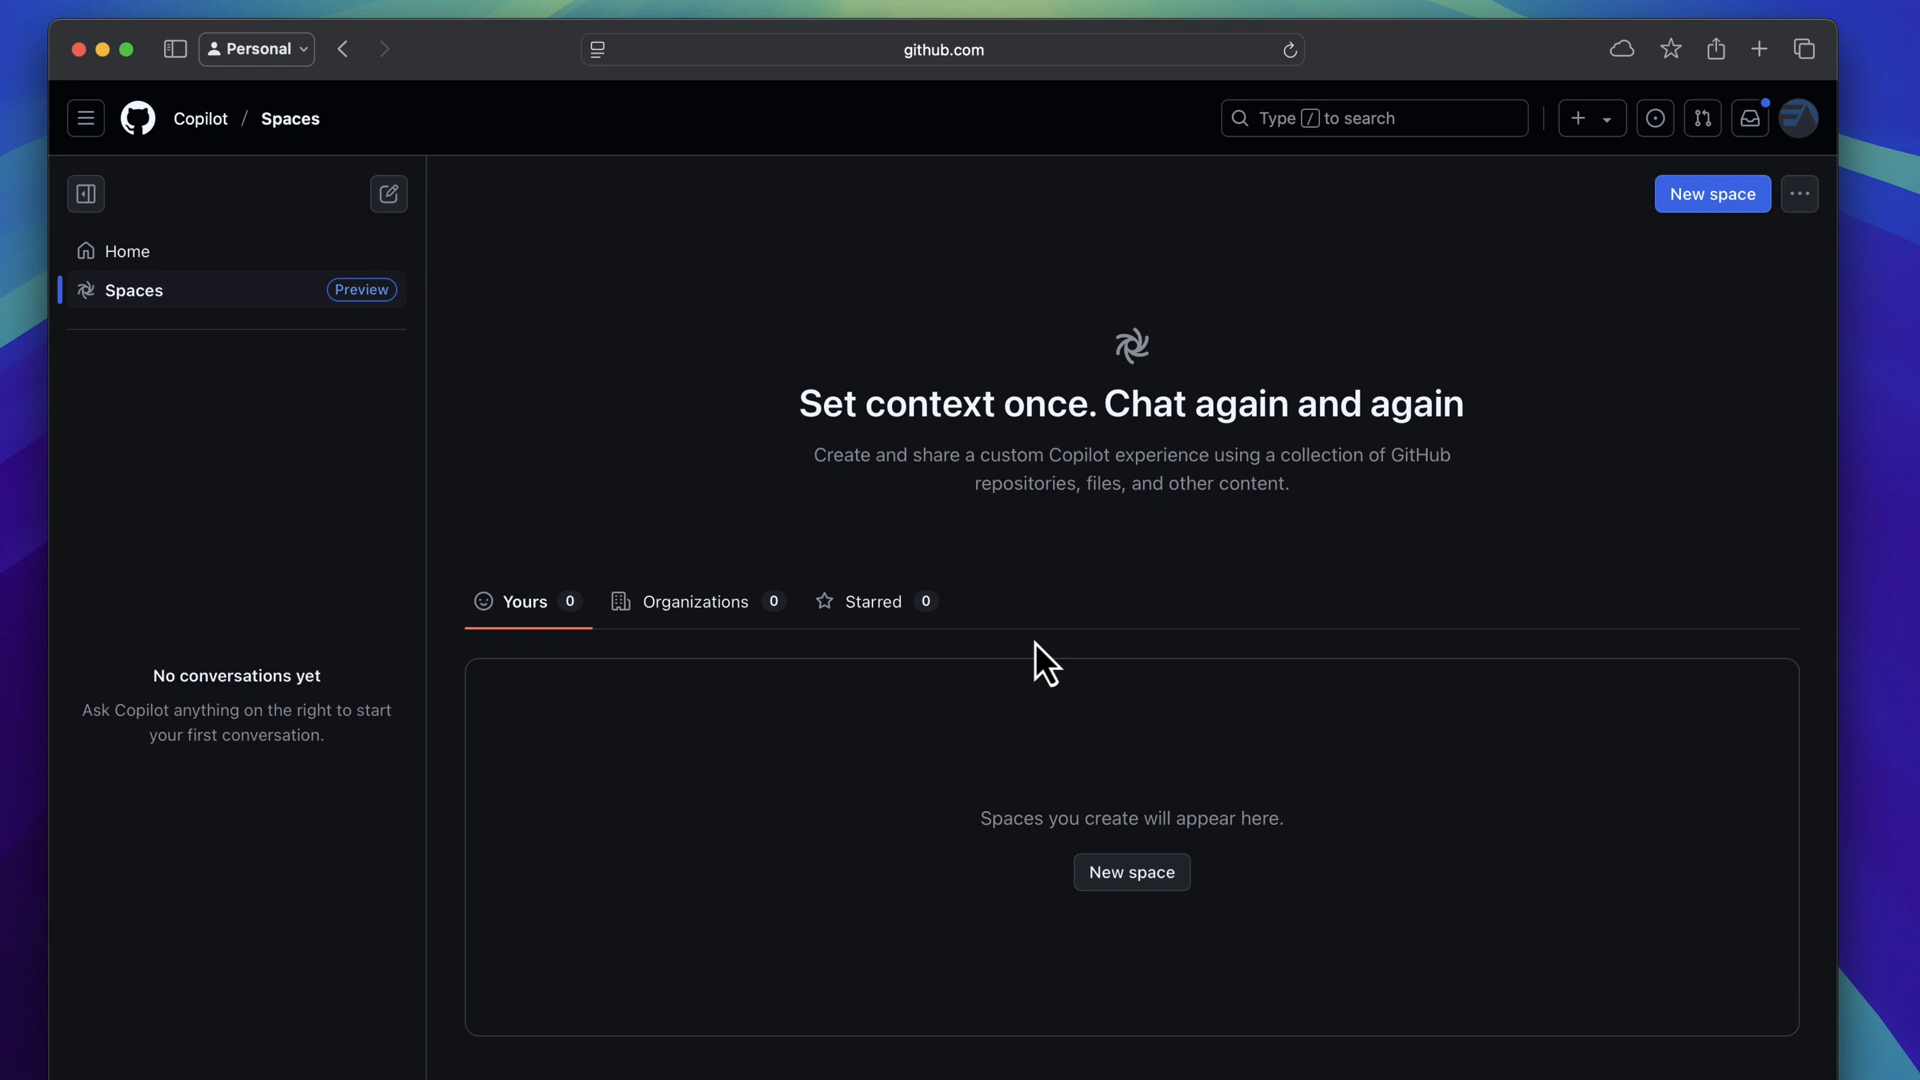 Personal
github.com
Copilot / Spaces
Type / to search
New space
Home
Spaces
Preview
Set context once. Chat again and again
Create and share a custom Copilot experience using a collection of GitHub
repositories, files, and other content.
Yours 0
Organizations 0
Starred 0
No conversations yet
Ask Copilot anything on the right to start
your first conversation.
Spaces you create will appear here.
New space